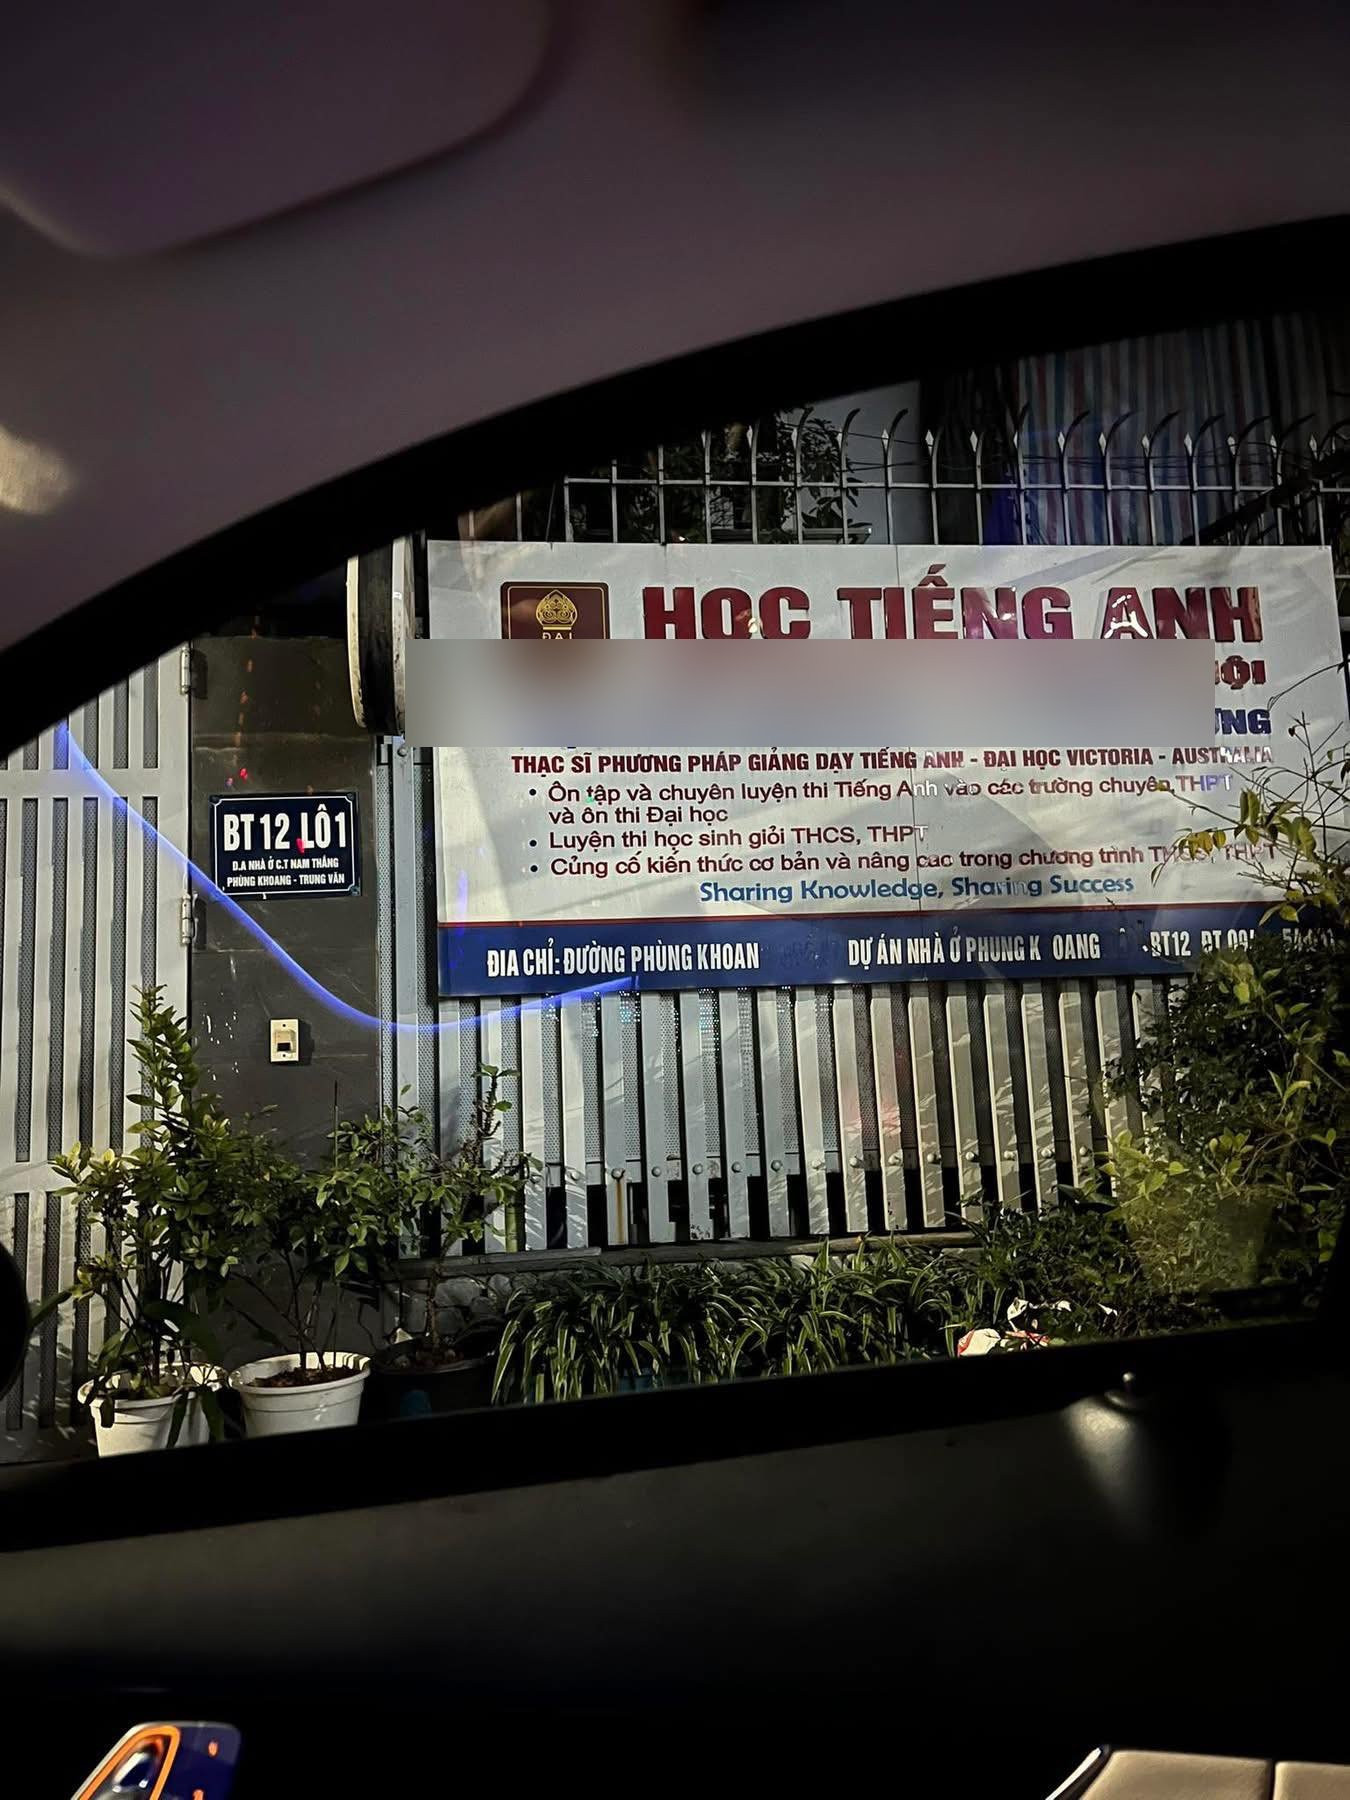 HỌC TIẾNG ANH
ĐẠI
THẠC SĨ PHƯƠNG PHÁP GIẢNG DẠY TIẾNG ANH - ĐẠI HỌC VICTORIA - AUSTRALIA
• Ôn tập và chuyên luyện thi Tiếng Anh vào các trường chuyên THPT
và ôn thi Đại học
• Luyện thi học sinh giỏi THCS, THPT
• Củng cố kiến thức cơ bản và nâng cao trong chương trình THCS, THPT
Sharing Knowledge, Sharing Success
ĐỊA CHỈ: ĐƯỜNG PHÙNG KHOAN DỰ ÁN NHÀ Ở PHUNG K OANG BT12 ĐT
BT12 LÔ1
D.A NHÀ Ở C.T NAM THẮNG
PHÙNG KHOANG - TRUNG VĂN